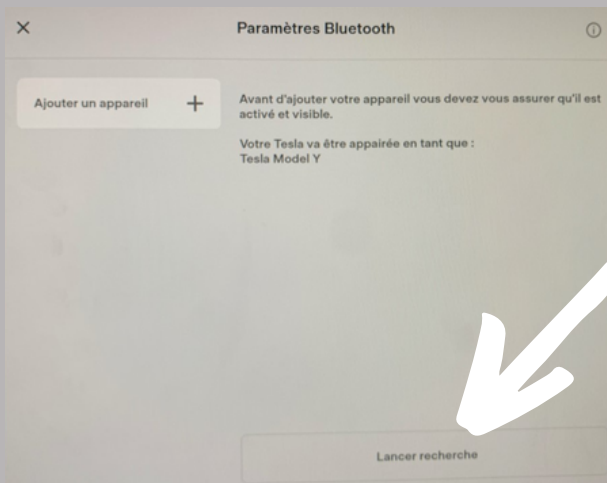 Paramètres Bluetooth
Ajouter un appareil
Avant d'ajouter votre appareil vous devez vous assurer qu'il est
activé et visible.
Votre Tesla va être appairée en tant que :
Tesla Model Y
Lancer recherche